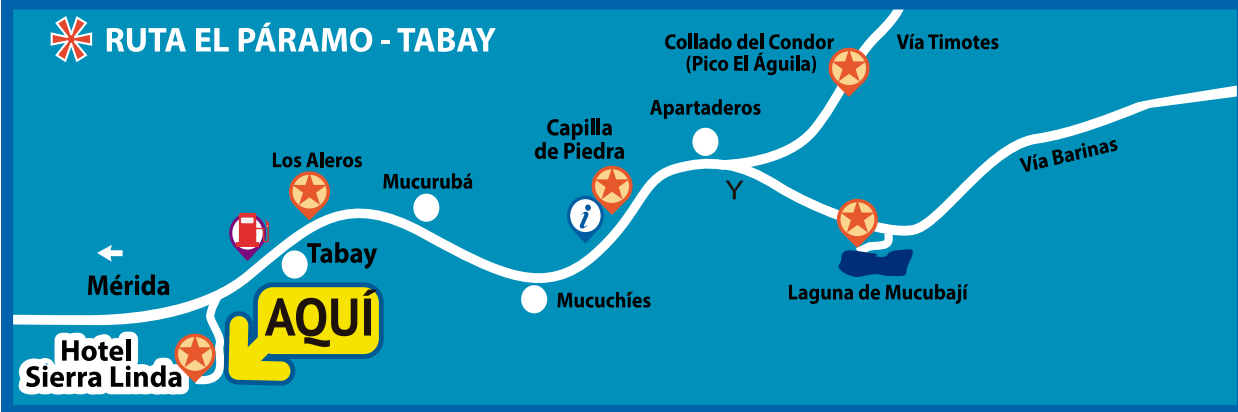 RUTA EL PÁRAMO - TABAY
Collado del Condor
(Pico El Águila)
Vía Timotes
Apartaderos
Capilla
de Piedra
Vía Barinas
Los Aleros
Mucurubá
Y
i
Tabay
Mérida
Mucuchíes
Laguna de Mucubají
AQUÍ
Hotel
Sierra Linda